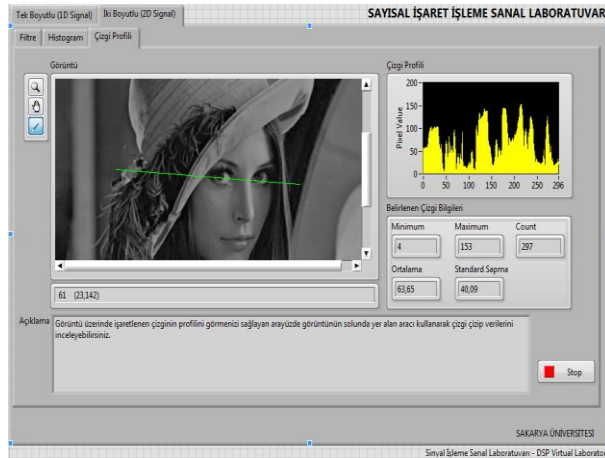 Tek Boyutlu (1D Signal) İki Boyutlu (2D Signal)
SAYISAL İŞARET İŞLEME SANAL LABORATUVAR
Filtre Histogram Çizgi Profili
Görüntü
Çizgi Profili
Pixel Value
200-
150-
100-
50-
0-
0 50 100 150 200 250 296
Belirlenen Çizgi Bilgileri
Minimum Maximum Count
4 153 297
Ortalama Standard Sapma
63,65 40,09
61 (23,142)
Açıklama
Görüntü üzerinde işaretlenen çizginin profilini görmenizi sağlayan arayüzde görüntünün solunda yer alan aracı kullanarak çizgi çizip verilerini
inceleyebilirsiniz.
Stop
SAKARYA ÜNİVERSİTESİ
Sinyal İşleme Sanal Laboratuvarı - DSP Virtual Laborato